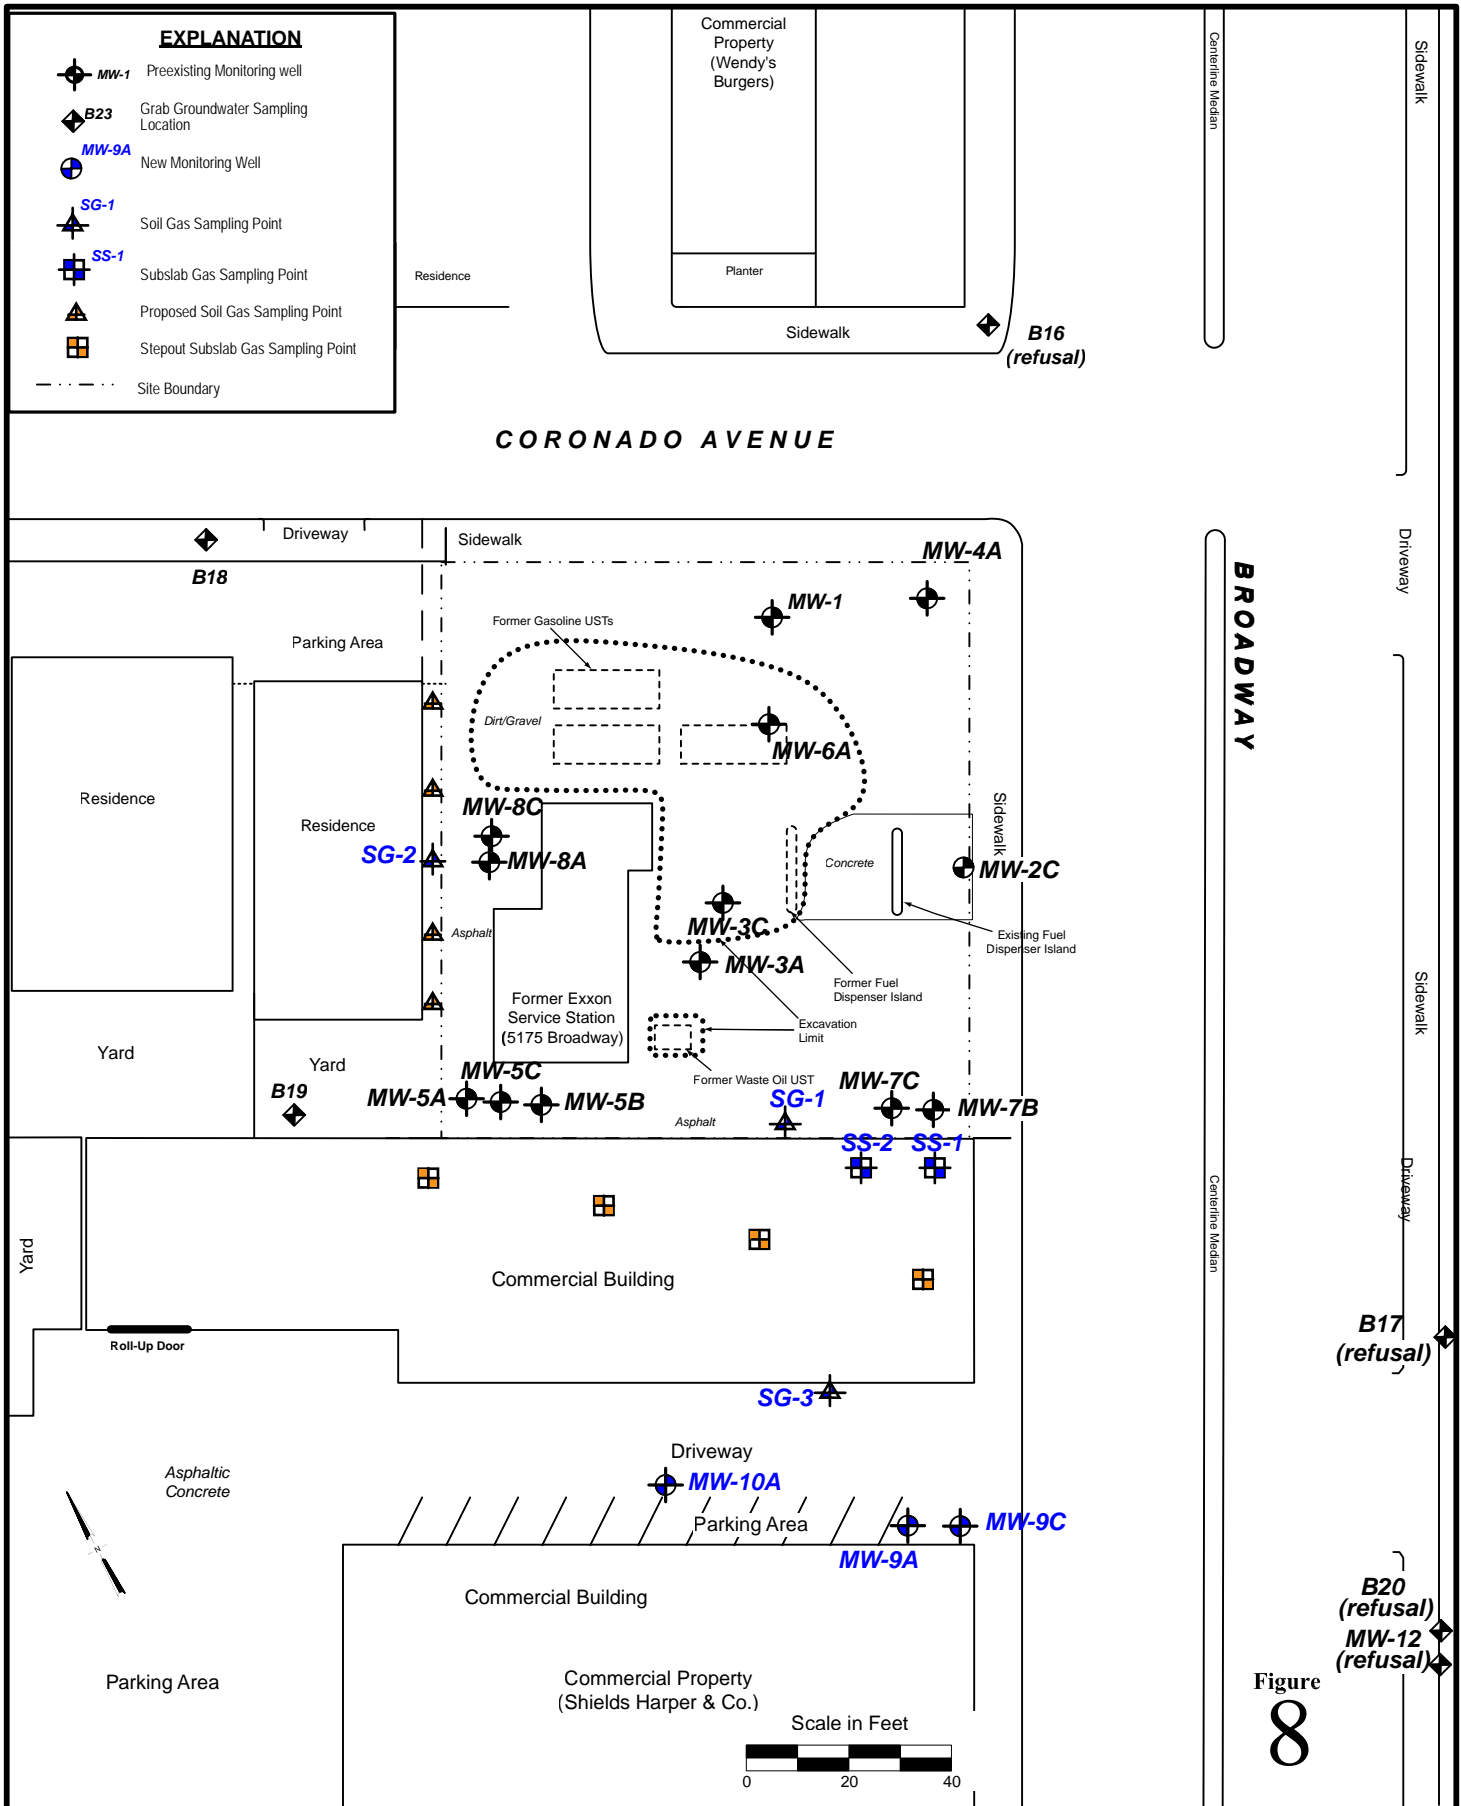 EXPLANATION
MW-1 Preexisting Monitoring well
B23 Grab Groundwater Sampling
Location
MW-9A
New Monitoring Well
SG-1
Soil Gas Sampling Point
SS-1
Subslab Gas Sampling Point
Proposed Soil Gas Sampling Point
Stepout Subslab Gas Sampling Point
Site Boundary
Commercial
Property
(Wendy's
Burgers)
Centerline Median
Sidewalk
Residence
Planter
Sidewalk
B16
(refusal)
CORONADO AVENUE
Driveway
Sidewalk
B18
MW-4A
Driveway
BROADWAY
MW-1
Former Gasoline USTs
Parking Area
Dirt/Gravel
MW-6A
Residence
Residence
MW-8C
MW-8A
SG-2
Sidewalk
Concrete
MW-2C
MW-3C
Asphalt
MW-3A
Existing Fuel
Dispenser Island
Former Fuel
Dispenser Island
Sidewalk
Former Exxon
Service Station
(5175 Broadway)
Excavation
Limit
Yard
Yard
Former Waste Oil UST
B19
MW-5A
MW-5C
MW-5B
SG-1
MW-7C
MW-7B
Asphalt
SS-2
SS-1
Driveway
Centerline Median
Yard
Commercial Building
Roll-Up Door
B17
(refusal)
SG-3
Driveway
Asphaltic
Concrete
MW-10A
Parking Area
MW-9C
MW-9A
N
Commercial Building
B20
(refusal)
MW-12
(refusal)
Parking Area
Commercial Property
(Shields Harper & Co.)
Figure
8
Scale in Feet
0 20 40